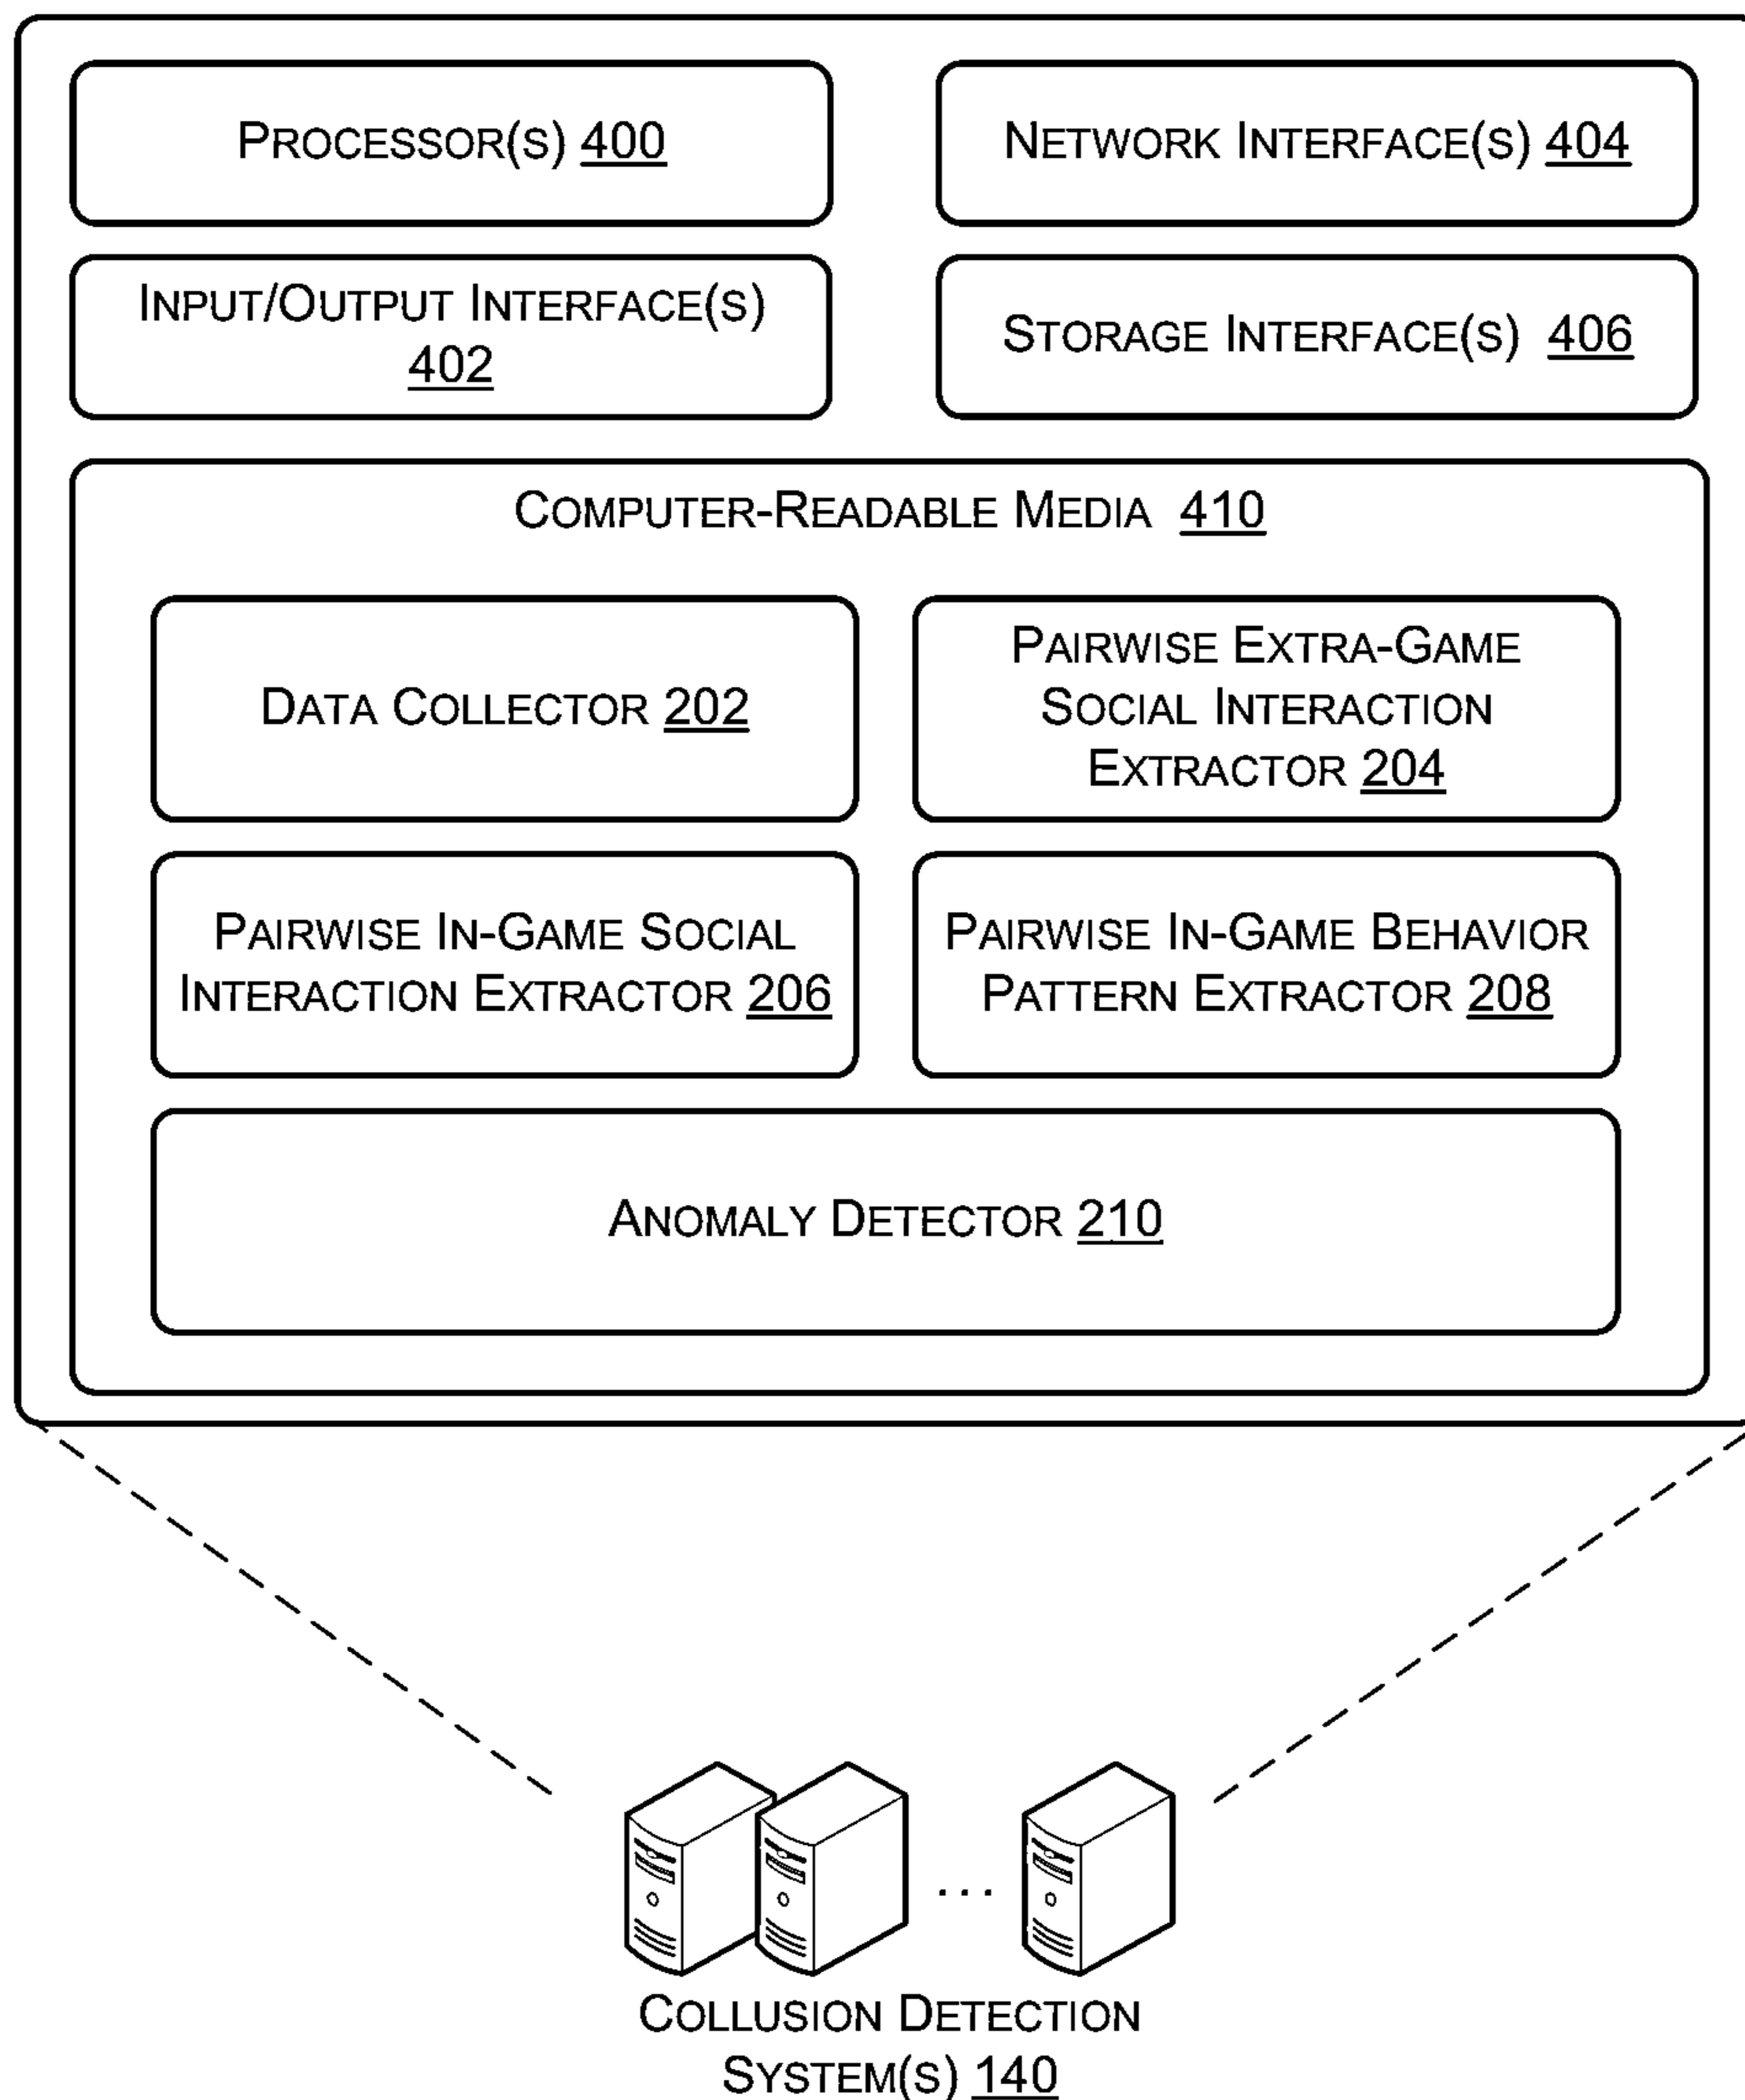 PROCESSOR(S) 400
NETWORK INTERFACE(S) 404
INPUT/OUTPUT INTERFACE(S)
402
STORAGE INTERFACE(S) 406
COMPUTER-READABLE MEDIA 410
DATA COLLECTOR 202
PAIRWISE EXTRA-GAME
SOCIAL INTERACTION
EXTRACTOR 204
PAIRWISE IN-GAME SOCIAL
INTERACTION EXTRACTOR 206
PAIRWISE IN-GAME BEHAVIOR
PATTERN EXTRACTOR 208
ANOMALY DETECTOR 210
...
COLLUSION DETECTION
SYSTEM(S) 140